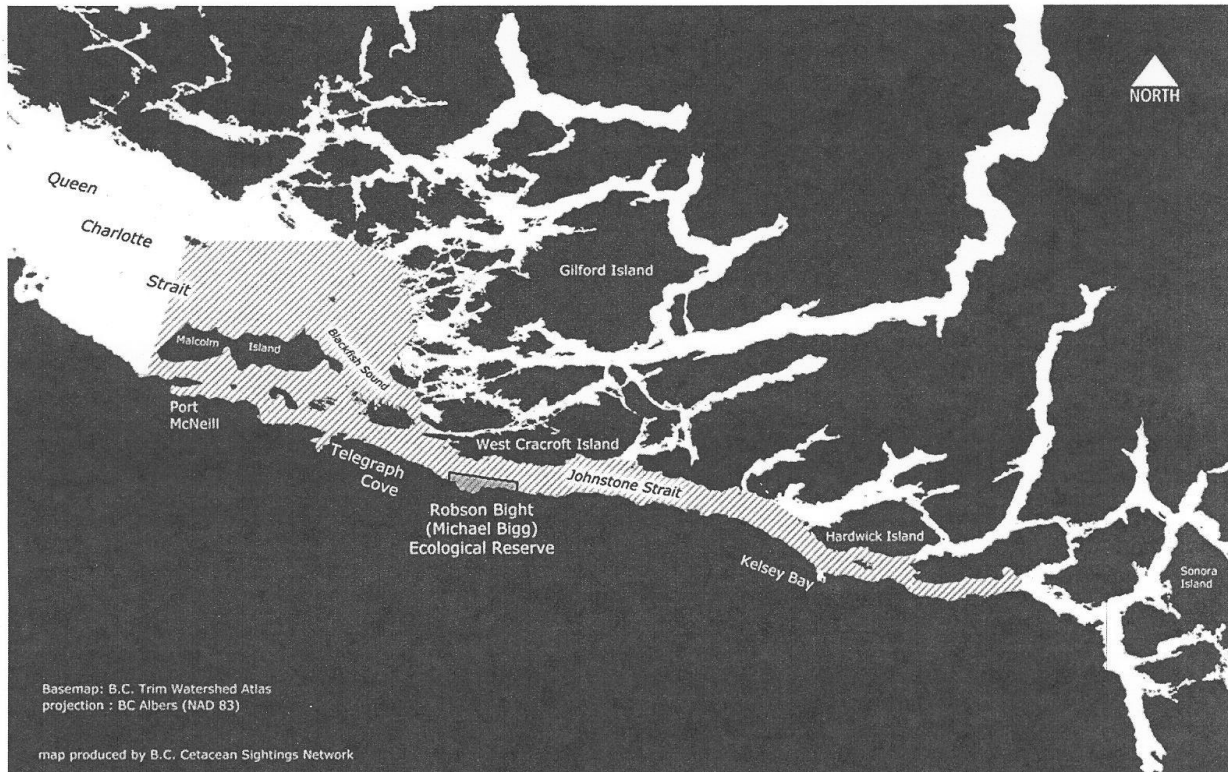 NORTH
Queen
Charlotte
Strait
Gilford Island
Malcolm Island
Blackfish Sound
Port
McNeill
West Cracroft Island
Telegraph
Cove
Johnstone Strait
Robson Bight
(Michael Bigg)
Ecological Reserve
Hardwick Island
Kelsey Bay
Sonora
Island
Basemap: B.C. Trim Watershed Atlas
projection : BC Albers (NAD 83)
map produced by B.C. Cetacean Sightings Network